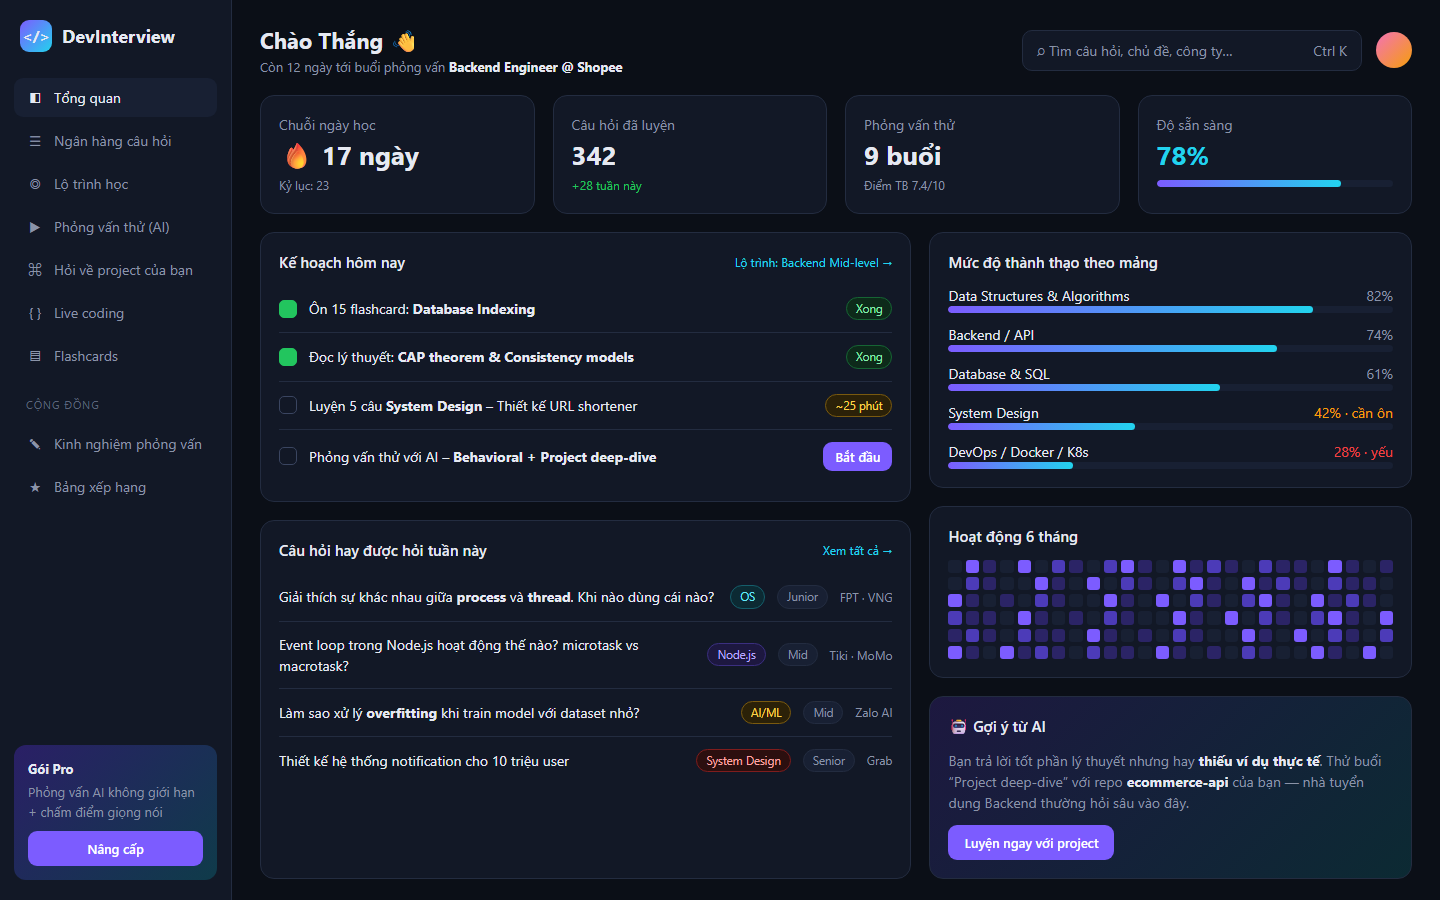 </> DevInterview
Tổng quan
Ngân hàng câu hỏi
Lộ trình học
Phỏng vấn thử (AI)
Hỏi về project của bạn
{ } Live coding
Flashcards
CỘNG ĐỒNG
Kinh nghiệm phỏng vấn
Bảng xếp hạng
Gói Pro
Phỏng vấn AI không giới hạn
+ chấm điểm giọng nói
Nâng cấp
Chào Thắng 👋
Còn 12 ngày tới buổi phỏng vấn Backend Engineer @ Shopee
Tìm câu hỏi, chủ đề, công ty... Ctrl K
Chuỗi ngày học
🔥 17 ngày
Kỷ lục: 23
Câu hỏi đã luyện
342
+28 tuần này
Phỏng vấn thử
9 buổi
Điểm TB 7.4/10
Độ sẵn sàng
78%
Kế hoạch hôm nay
Lộ trình: Backend Mid-level →
Ôn 15 flashcard: Database Indexing
Xong
Đọc lý thuyết: CAP theorem & Consistency models
Xong
Luyện 5 câu System Design – Thiết kế URL shortener
~25 phút
Phỏng vấn thử với AI – Behavioral + Project deep-dive
Bắt đầu
Câu hỏi hay được hỏi tuần này
Xem tất cả →
Giải thích sự khác nhau giữa process và thread. Khi nào dùng cái nào?
OS Junior FPT · VNG
Event loop trong Node.js hoạt động thế nào? microtask vs
macrotask?
Node.js Mid Tiki · MoMo
Làm sao xử lý overfitting khi train model với dataset nhỏ?
AI/ML Mid Zalo AI
Thiết kế hệ thống notification cho 10 triệu user
System Design Senior Grab
Mức độ thành thạo theo mảng
Data Structures & Algorithms 82%
Backend / API 74%
Database & SQL 61%
System Design 42% · cần ôn
DevOps / Docker / K8s 28% · yếu
Hoạt động 6 tháng
🤖 Gợi ý từ AI
Bạn trả lời tốt phần lý thuyết nhưng hay thiếu ví dụ thực tế. Thử buổi
“Project deep-dive” với repo ecommerce-api của bạn — nhà tuyển
dụng Backend thường hỏi sâu vào đây.
Luyện ngay với project